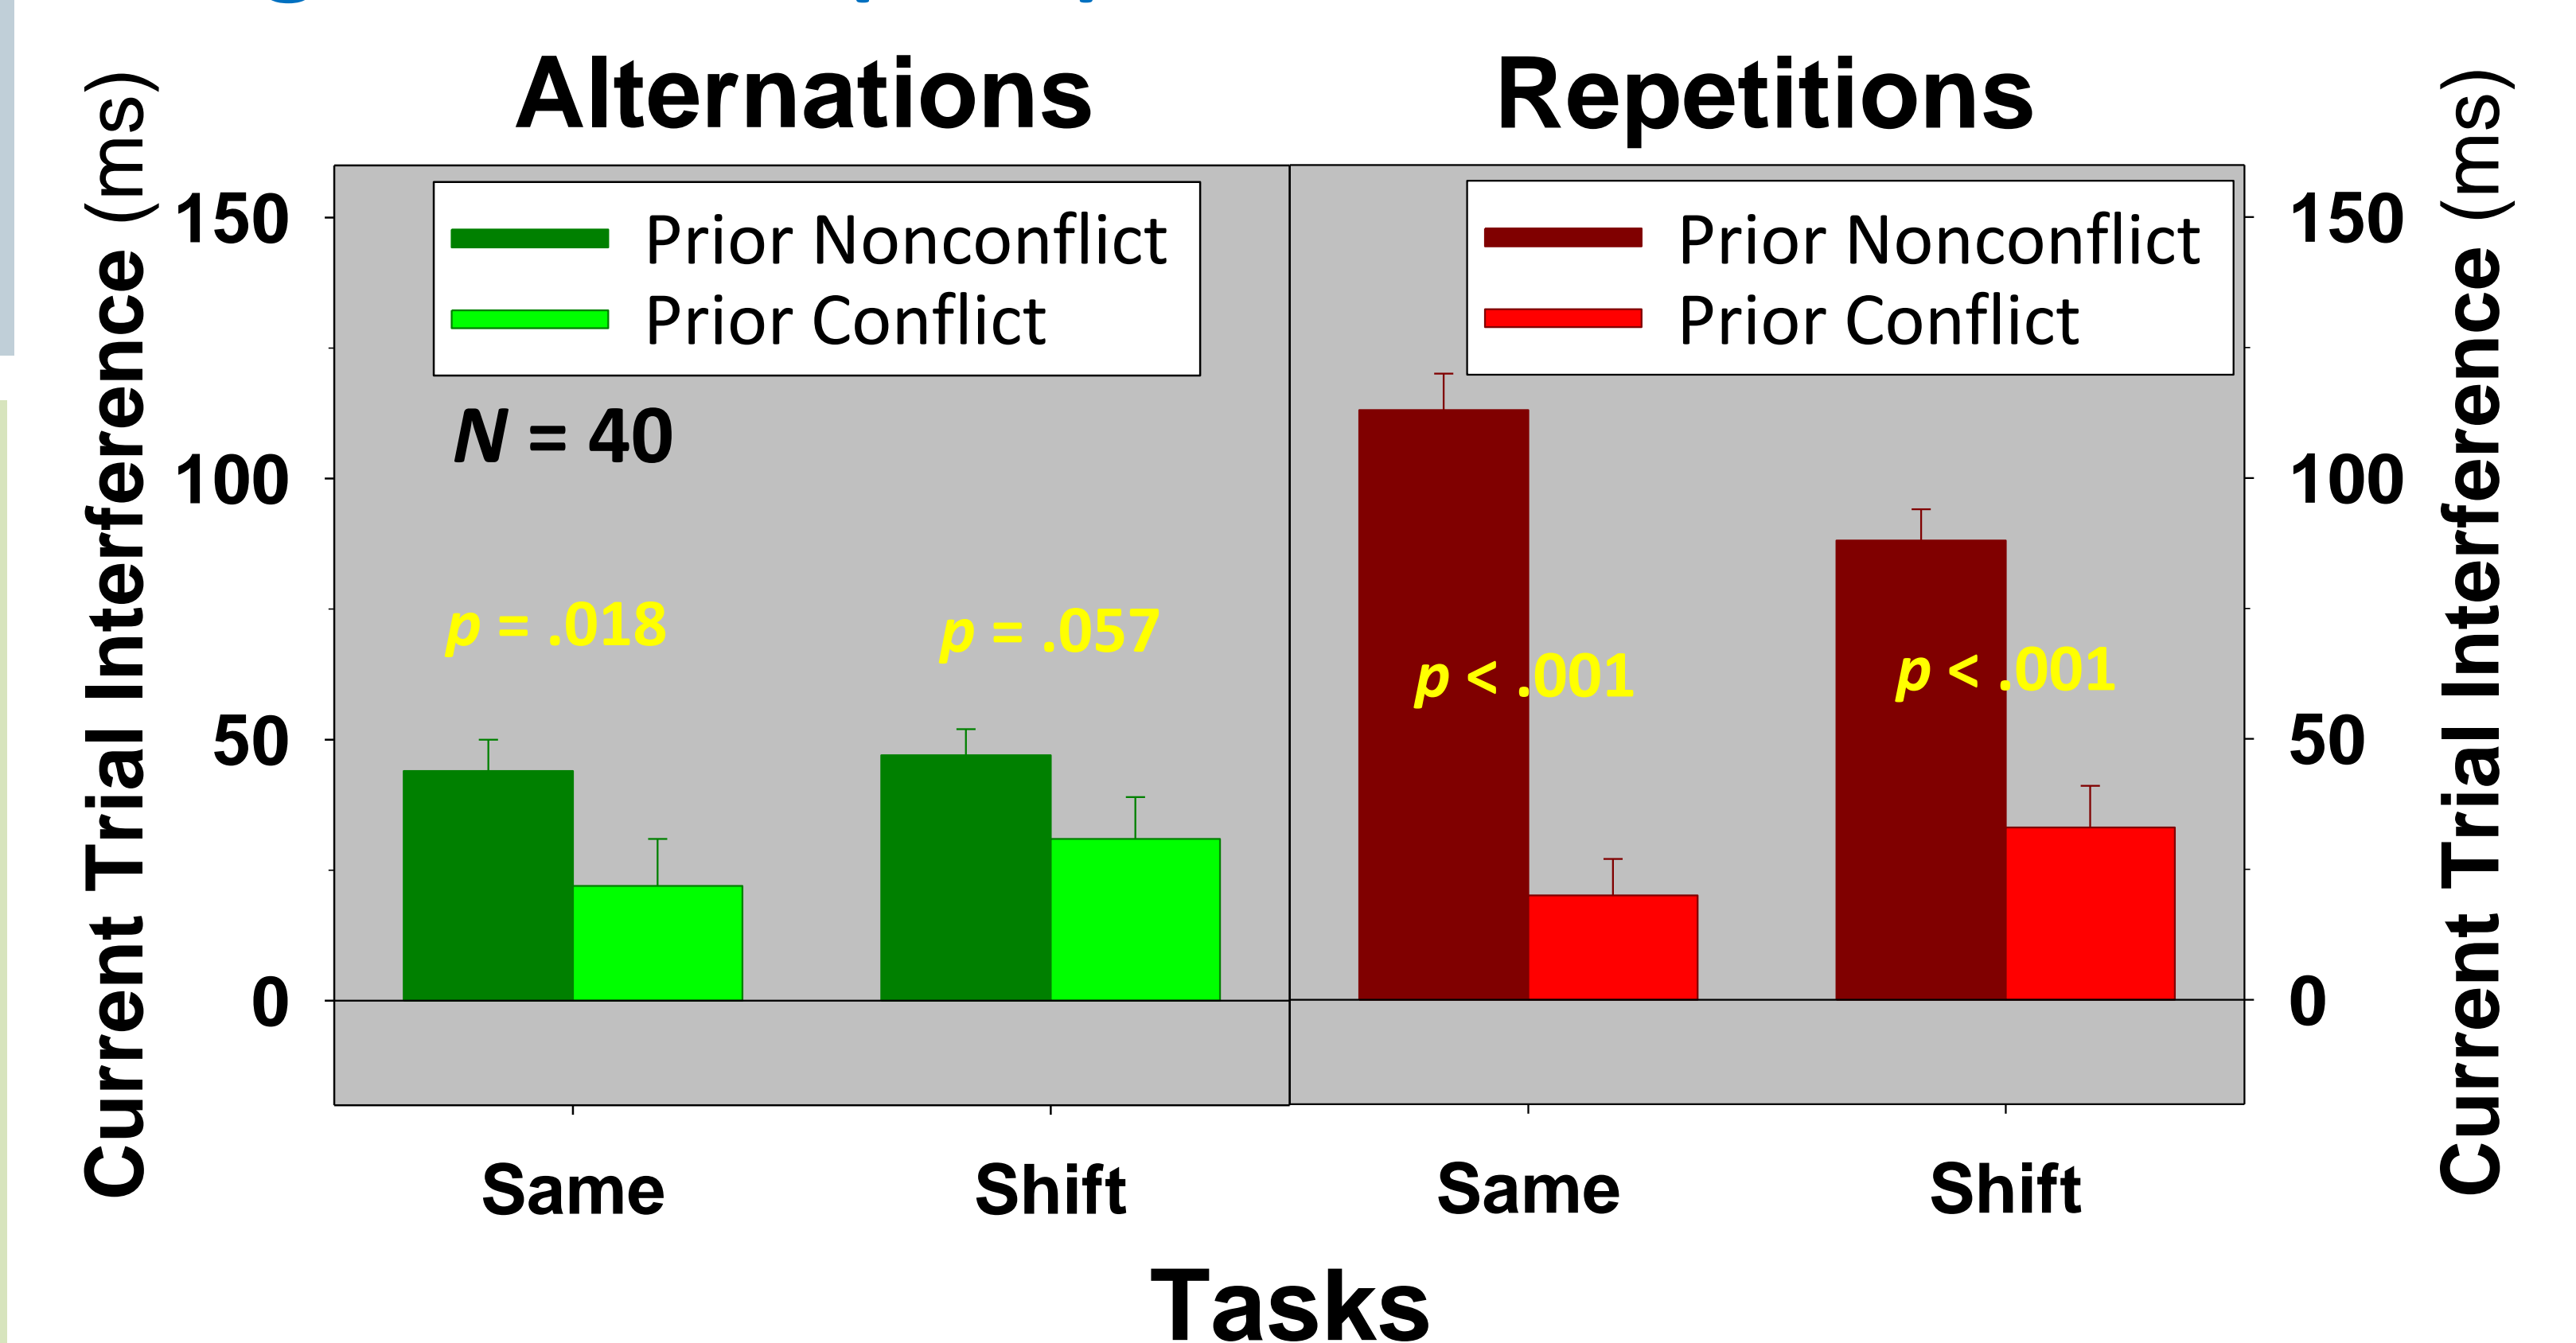 Alternations
Repetitions
Current Trial Interference (ms)
150
100
50
0
Prior Nonconflict
Prior Conflict
N = 40
p = .018
p = .057
Prior Nonconflict
Prior Conflict
p < .001
p < .001
150
100
50
0
Current Trial Interference (ms)
Same
Shift
Same
Shift
Tasks